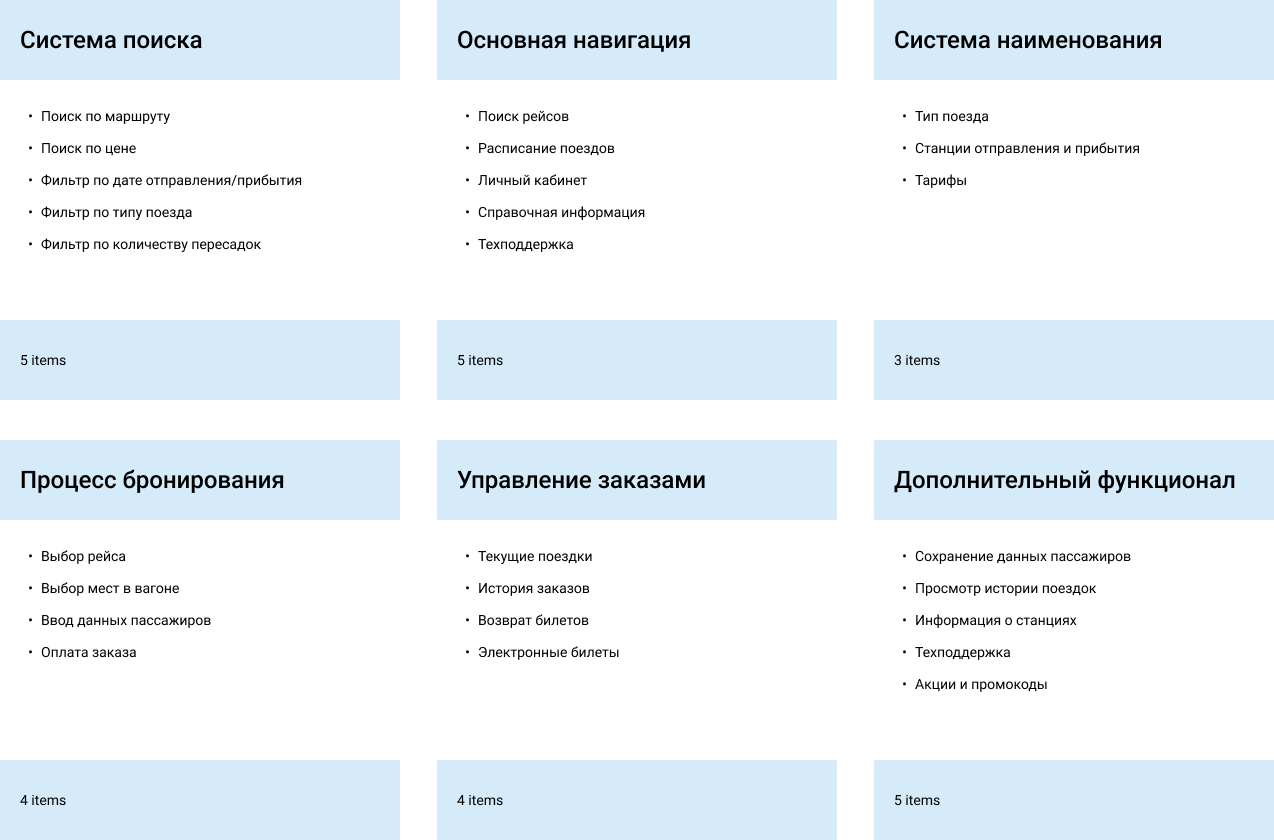 Система поиска
• Поиск по маршруту
• Поиск по цене
• Фильтр по дате отправления/прибытия
• Фильтр по типу поезда
• Фильтр по количеству пересадок
5 items
Основная навигация
• Поиск рейсов
• Расписание поездов
• Личный кабинет
• Справочная информация
• Техподдержка
5 items
Система наименования
• Тип поезда
• Станции отправления и прибытия
• Тарифы
3 items
Процесс бронирования
• Выбор рейса
• Выбор мест в вагоне
• Ввод данных пассажиров
• Оплата заказа
4 items
Управление заказами
• Текущие поездки
• История заказов
• Возврат билетов
• Электронные билеты
4 items
Дополнительный функционал
• Сохранение данных пассажиров
• Просмотр истории поездок
• Информация о станциях
• Техподдержка
• Акции и промокоды
5 items